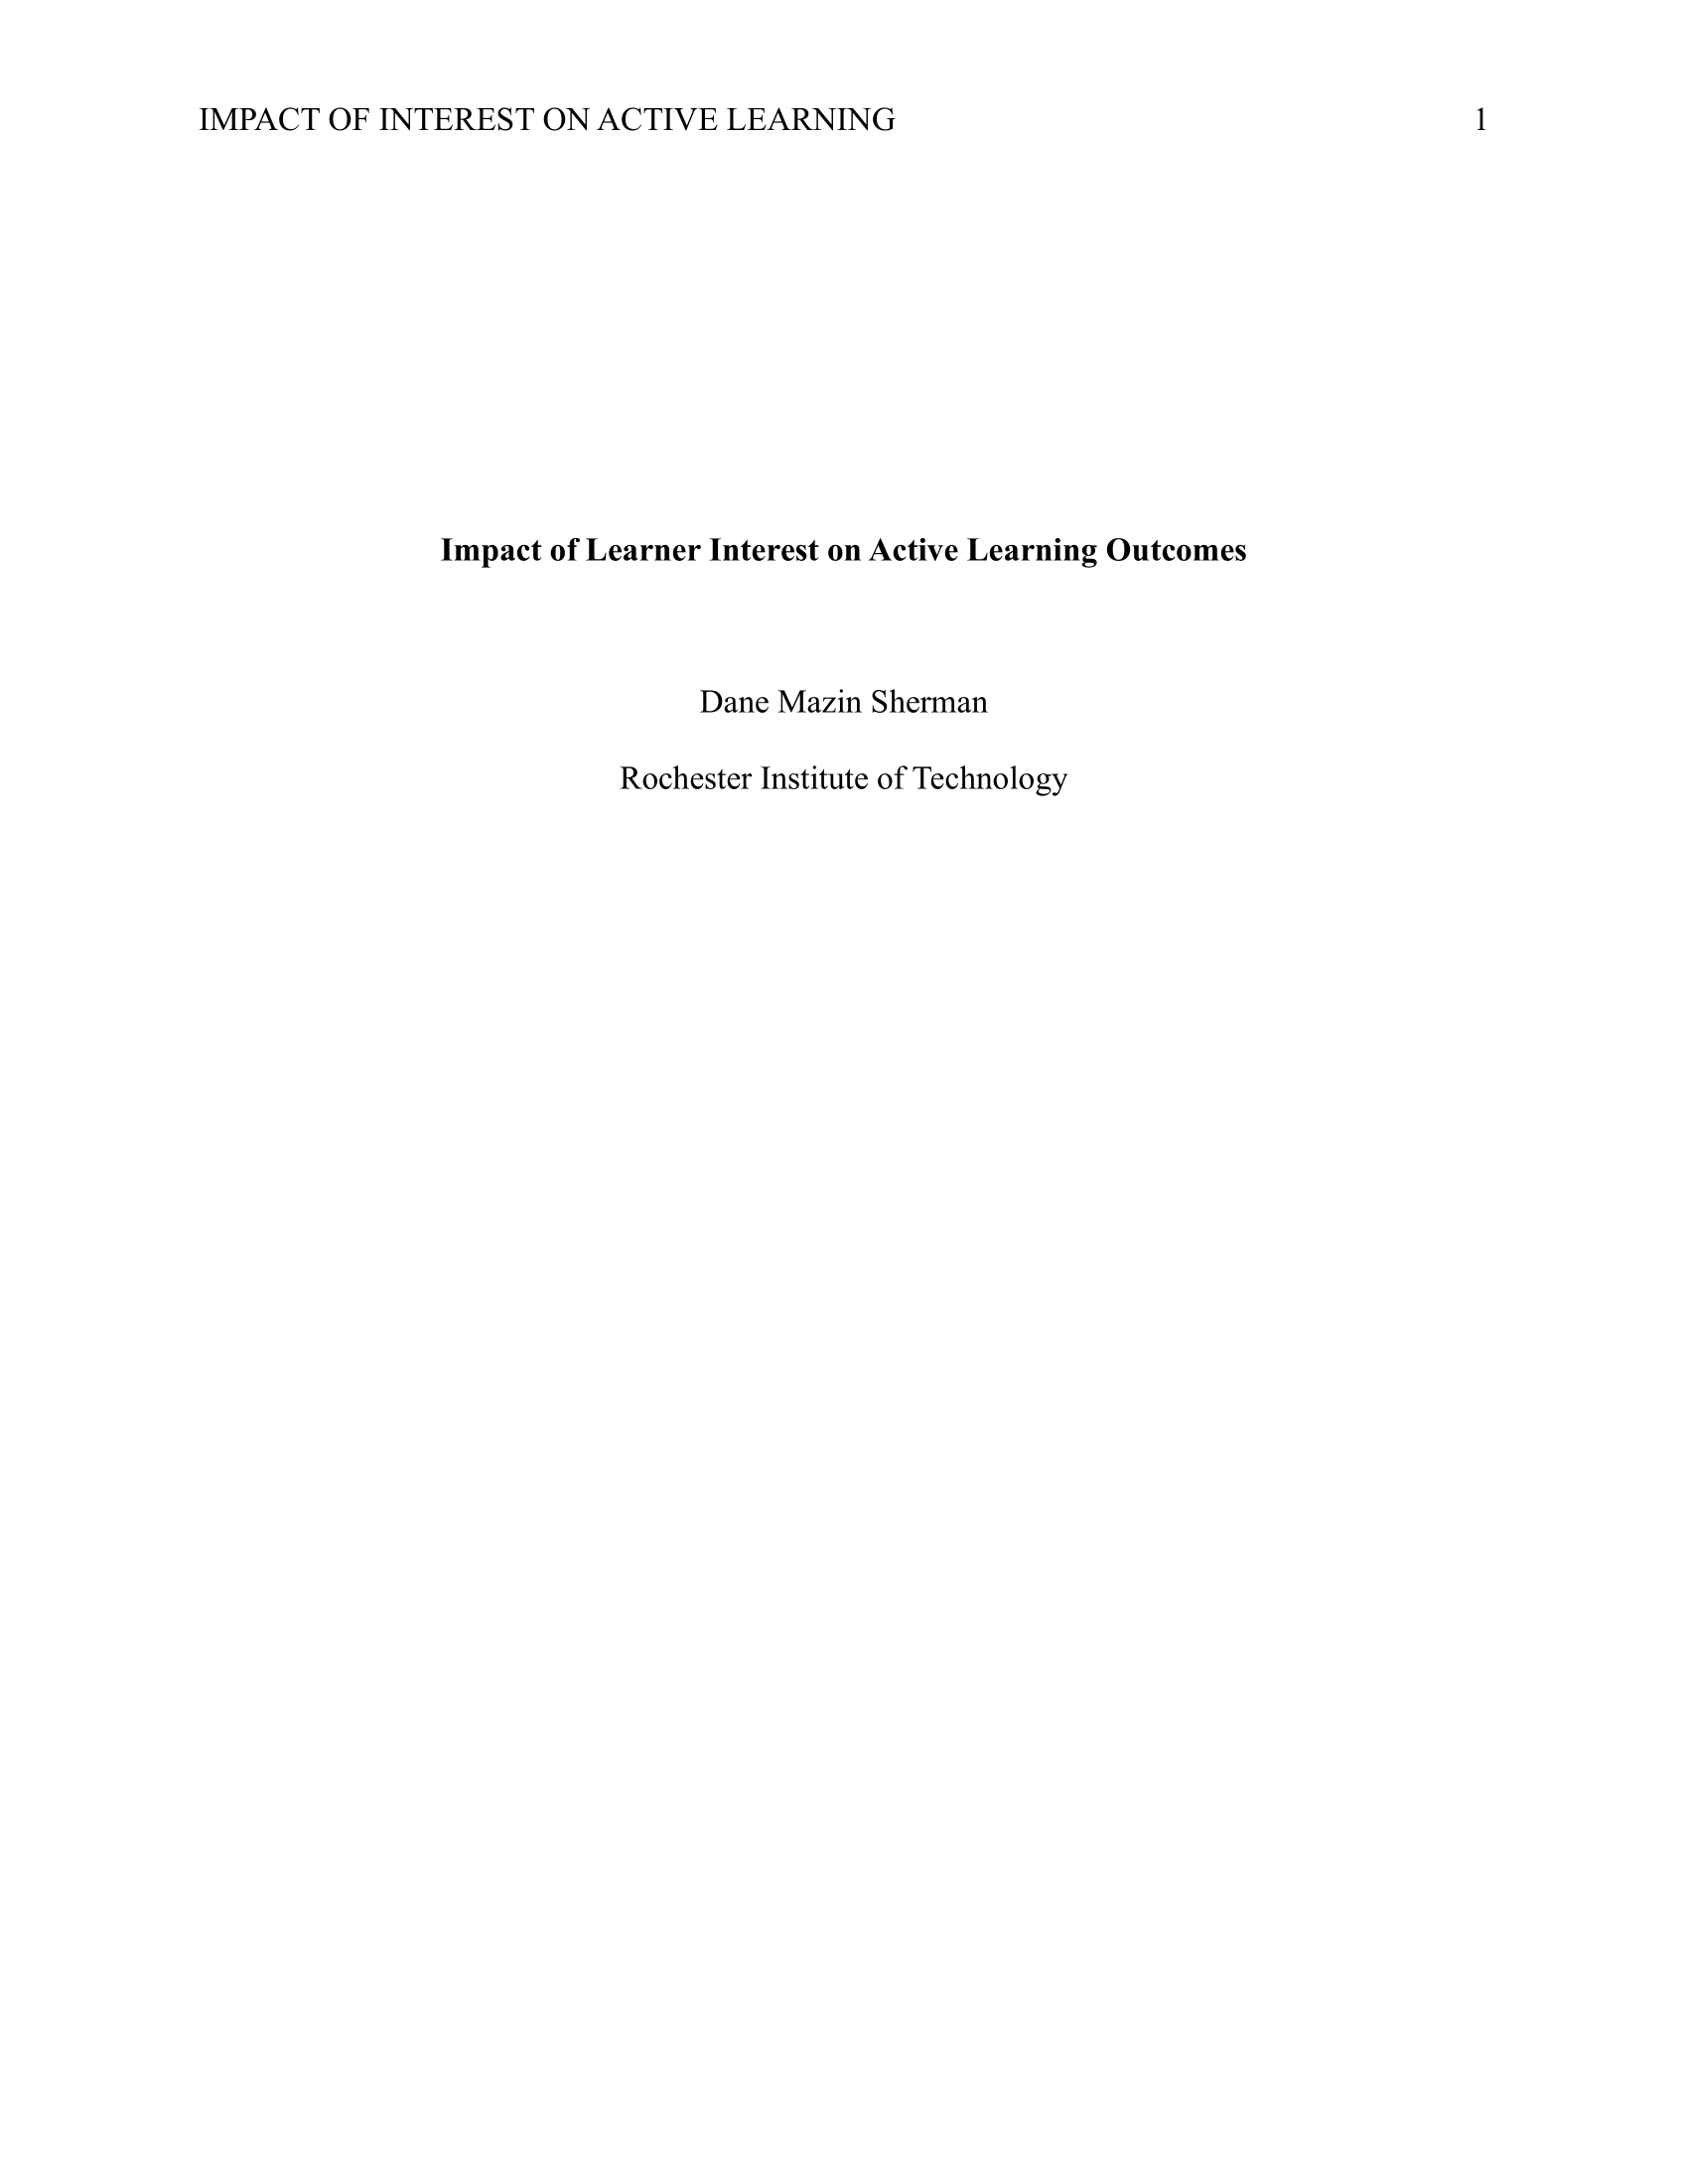 IMPACT OF INTEREST ON ACTIVE LEARNING 1
Impact of Learner Interest on Active Learning Outcomes
Dane Mazin Sherman
Rochester Institute of Technology